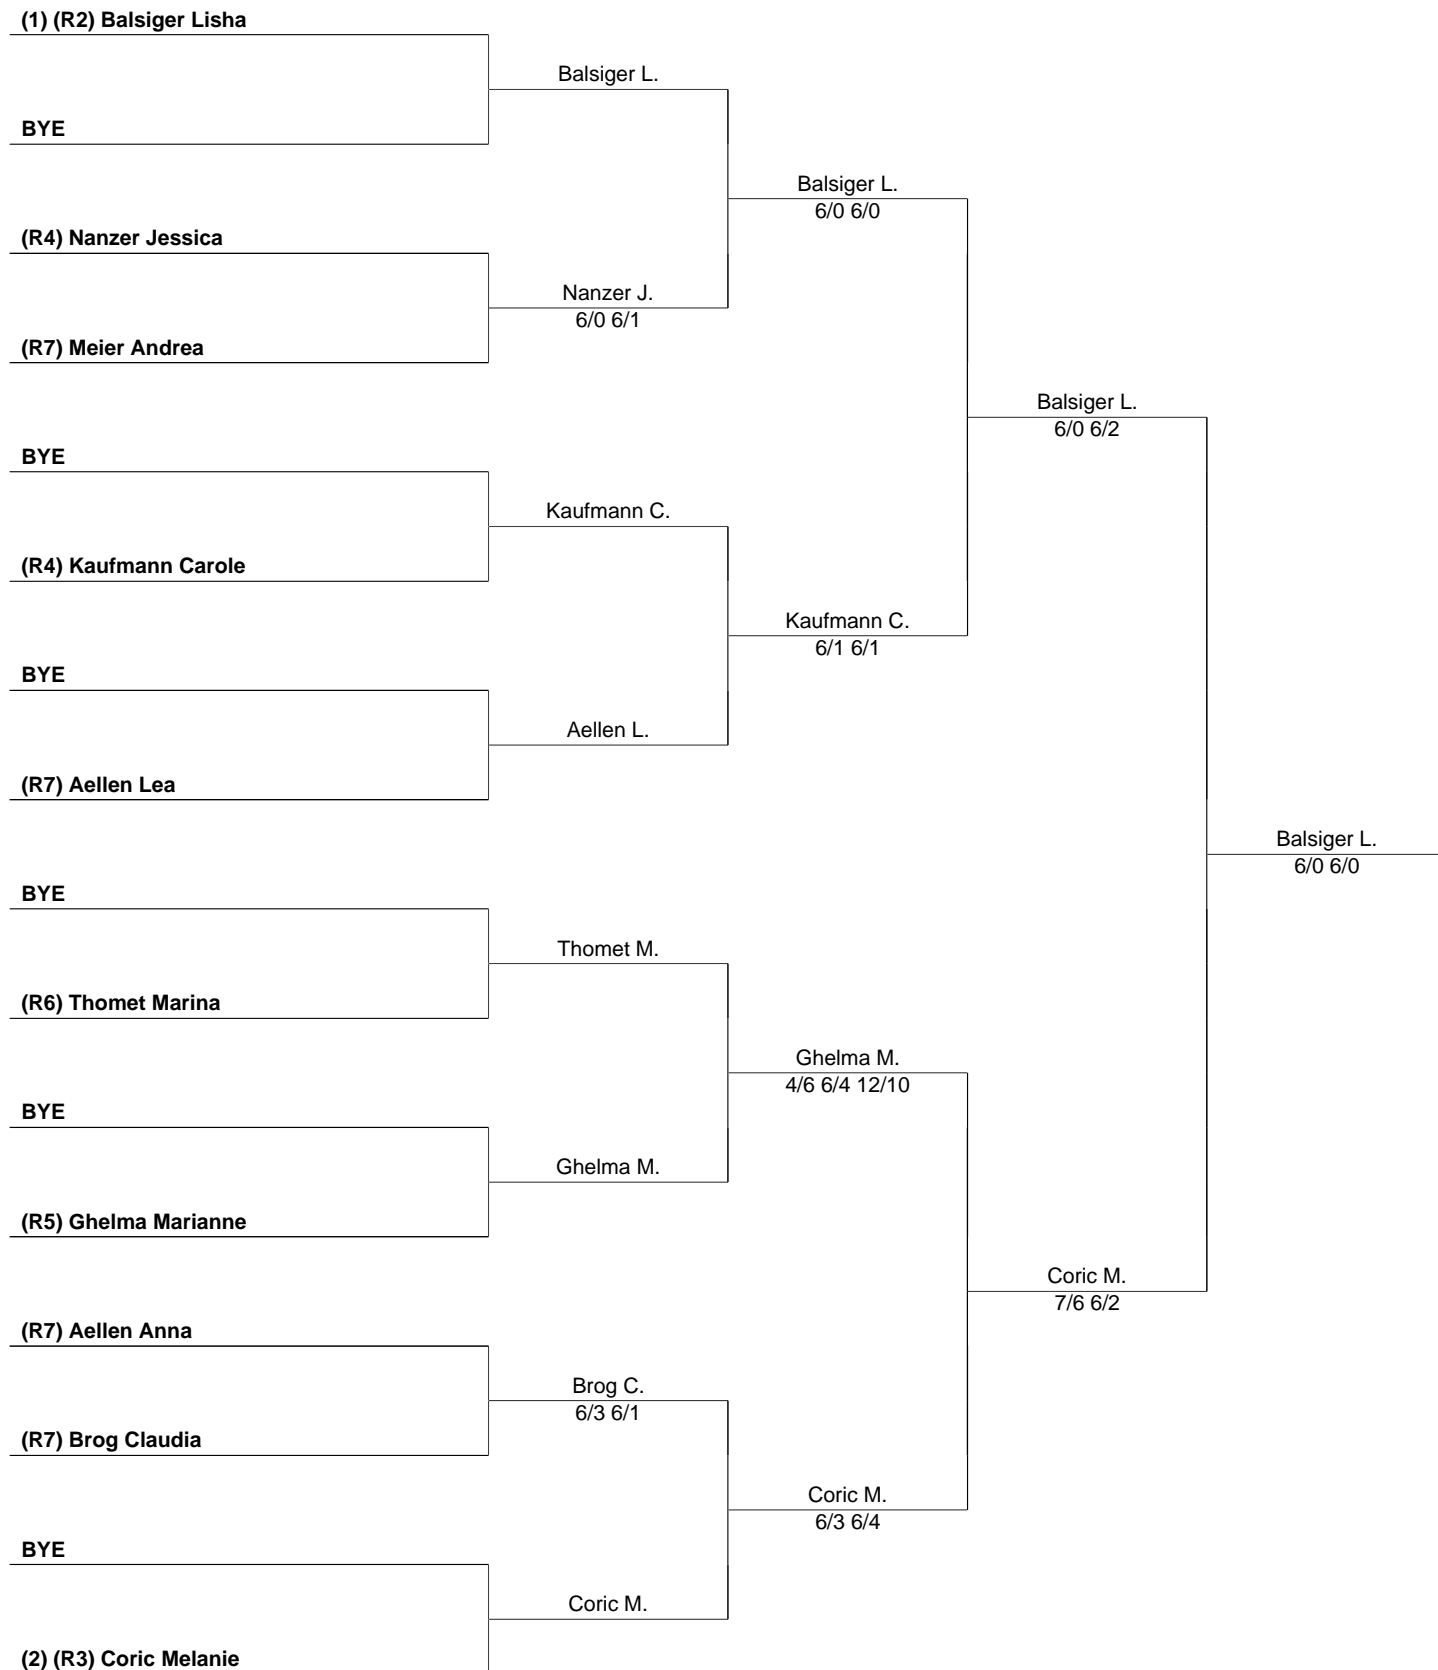 (1) (R2) Balsiger Lisha
Balsiger L.
BYE
Balsiger L.
6/0 6/0
(R4) Nanzer Jessica
Nanzer J.
6/0 6/1
(R7) Meier Andrea
Balsiger L.
6/0 6/2
BYE
Kaufmann C.
(R4) Kaufmann Carole
Kaufmann C.
6/1 6/1
BYE
Aellen L.
(R7) Aellen Lea
Balsiger L.
6/0 6/0
BYE
Thomet M.
(R6) Thomet Marina
Ghelma M.
4/6 6/4 12/10
BYE
Ghelma M.
(R5) Ghelma Marianne
Coric M.
7/6 6/2
(R7) Aellen Anna
Brog C.
6/3 6/1
(R7) Brog Claudia
Coric M.
6/3 6/4
BYE
Coric M.
(2) (R3) Coric Melanie